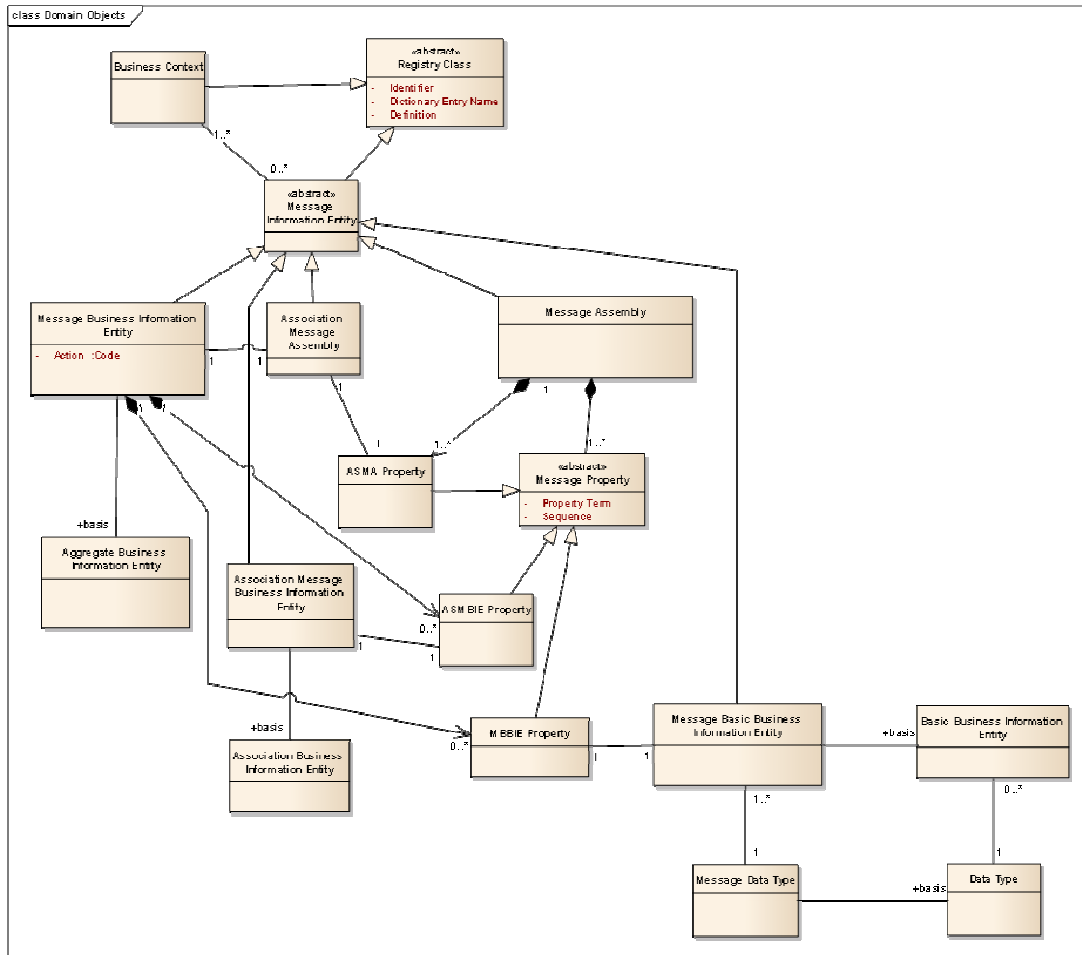 class Domain Objects
«abstract»
Registry Class
- Identifier
- Dictionary Entry Name
- Definition
Business Context
1..*
0..*
«abstract»
Message
Information Entity
Message Business Information
Entity
- Action :Code
1
1
Association
Message
Assembly
1
Message Assembly
1
1..*
1..*
1
ASMA Property
«abstract»
Message Property
- Property Term
- Sequence
1
1
+basis
Aggregate Business
Information Entity
Association Message
Business Information
Entity
1
ASMBIE Property
0..*
1
+basis
Association Business
Information Entity
MBBIE Property
0..*
1
Message Basic Business
Information Entity
1
1..*
+basis
Basic Business Information
Entity
0..*
1
1
Message Data Type
+basis
Data Type